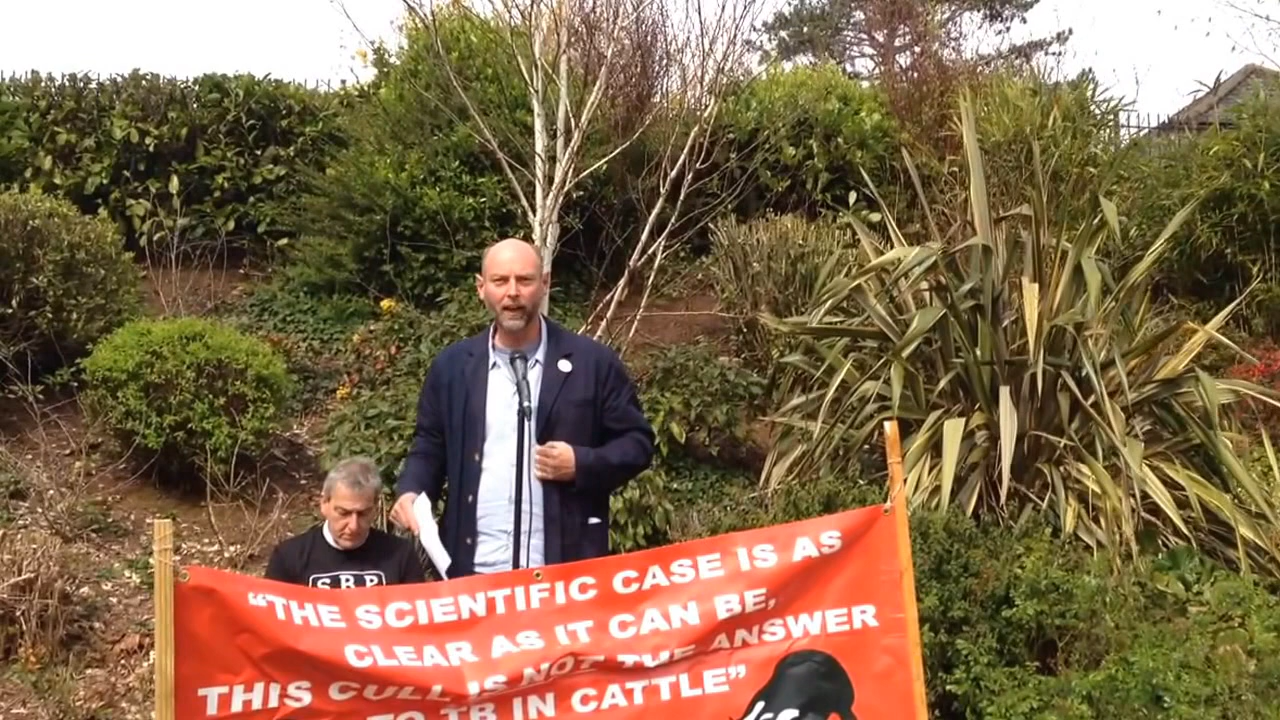 SBP
“THE SCIENTIFIC CASE IS AS
CLEAR AS IT CAN BE,
THIS CULL IS NOT THE ANSWER
TO TB IN CATTLE”